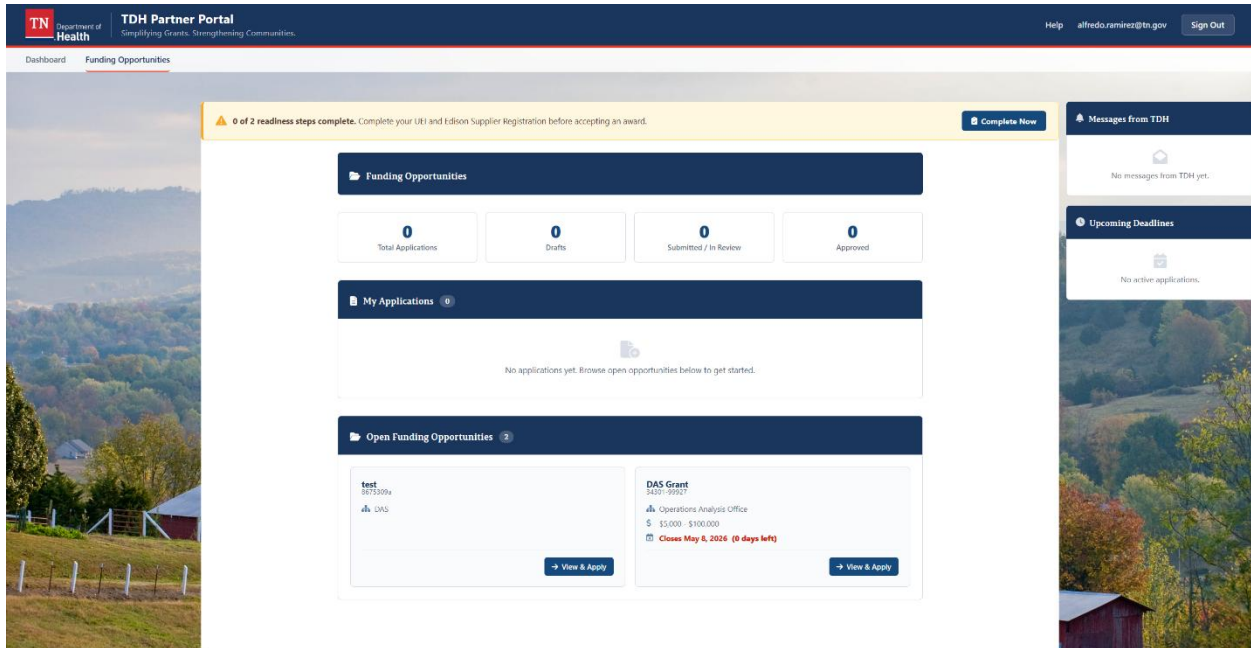 TN Department of Health
TDH Partner Portal
Simplifying Grants. Strengthening Communities.
Help alfredo.ramirez@tn.gov Sign Out
Dashboard Funding Opportunities
0 of 2 readiness steps complete. Complete your UEI and Edison Supplier Registration before accepting an award.
Complete Now
Funding Opportunities
0 Total Applications
0 Drafts
0 Submitted / In Review
0 Approved
My Applications 0
No applications yet. Browse open opportunities below to get started.
Open Funding Opportunities 2
test
8675309a
DAS
View & Apply
DAS Grant
34301-99927
Operations Analysis Office
$ $5,000 - $100,000
Closes May 8, 2026 (0 days left)
View & Apply
Messages from TDH
No messages from TDH yet.
Upcoming Deadlines
No active applications.